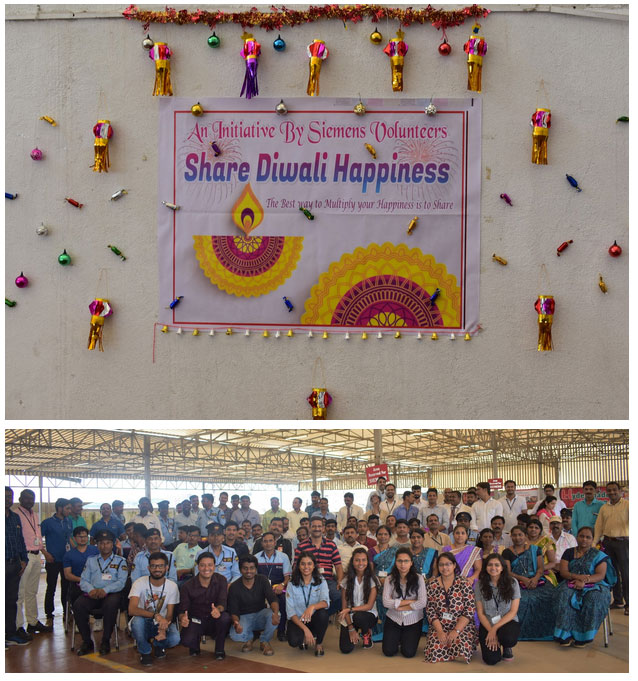 An Initiative By Siemens Volunteers
Share Diwali Happiness
The Best way to Multiply your Happiness is to Share